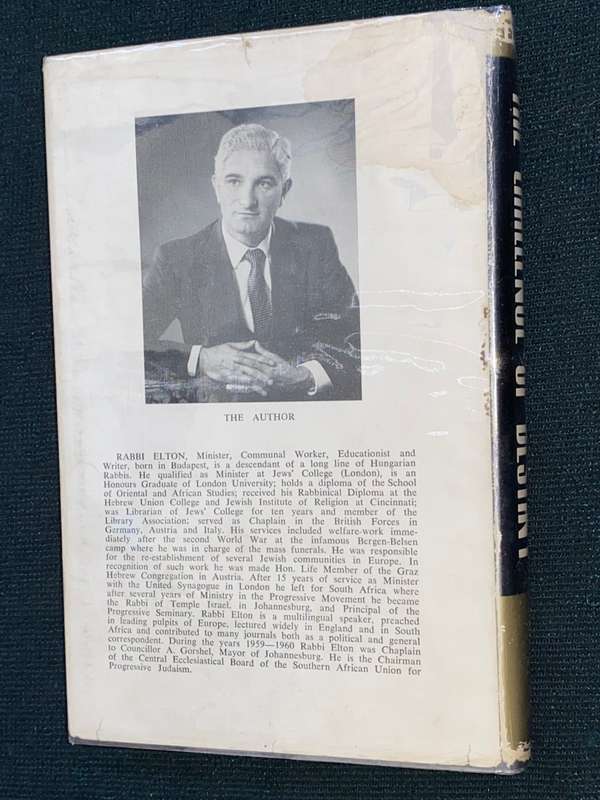 THE AUTHOR
RABBI ELTON, Minister, Communal Worker, Educationist and
Writer, born in Budapest, is a descendant of a long line of Hungarian
Rabbis. He qualified as Minister at Jews' College (London), is an
Honours Graduate of London University; holds a diploma of the School
of Oriental and African Studies; received his Rabbinical Diploma at the
Hebrew Union College and Jewish Institute of Religion at Cincinnati;
was Librarian of Jews' College for ten years and member of the
Library Association; served as Chaplain in the British Forces in
Germany, Austria and Italy. His services included welfare-work imme-
diately after the second World War at the infamous Bergen-Belsen
camp where he was in charge of the mass funerals. He was responsible
for the re-establishment of several Jewish communities in Europe. In
recognition of such work he was made Hon. Life Member of the Graz
Hebrew Congregation in Austria. After 15 years of service as Minister
with the United Synagogue in London he left for South Africa where
after several years of Ministry in the Progressive Movement he became
the Rabbi of Temple Israel, in Johannesburg, and Principal of the
Progressive Seminary. Rabbi Elton is a multilingual speaker, preached
in leading pulpits of Europe, lectured widely in England and in South
Africa and contributed to many journals both as a political and general
correspondent. During the years 1959—1960 Rabbi Elton was Chaplain
to Councillor A. Gorshel, Mayor of Johannesburg. He is the Chairman
of the Central Ecclesiastical Board of the Southern African Union for
Progressive Judaism.
THE CHALLENGE OF DESTINY